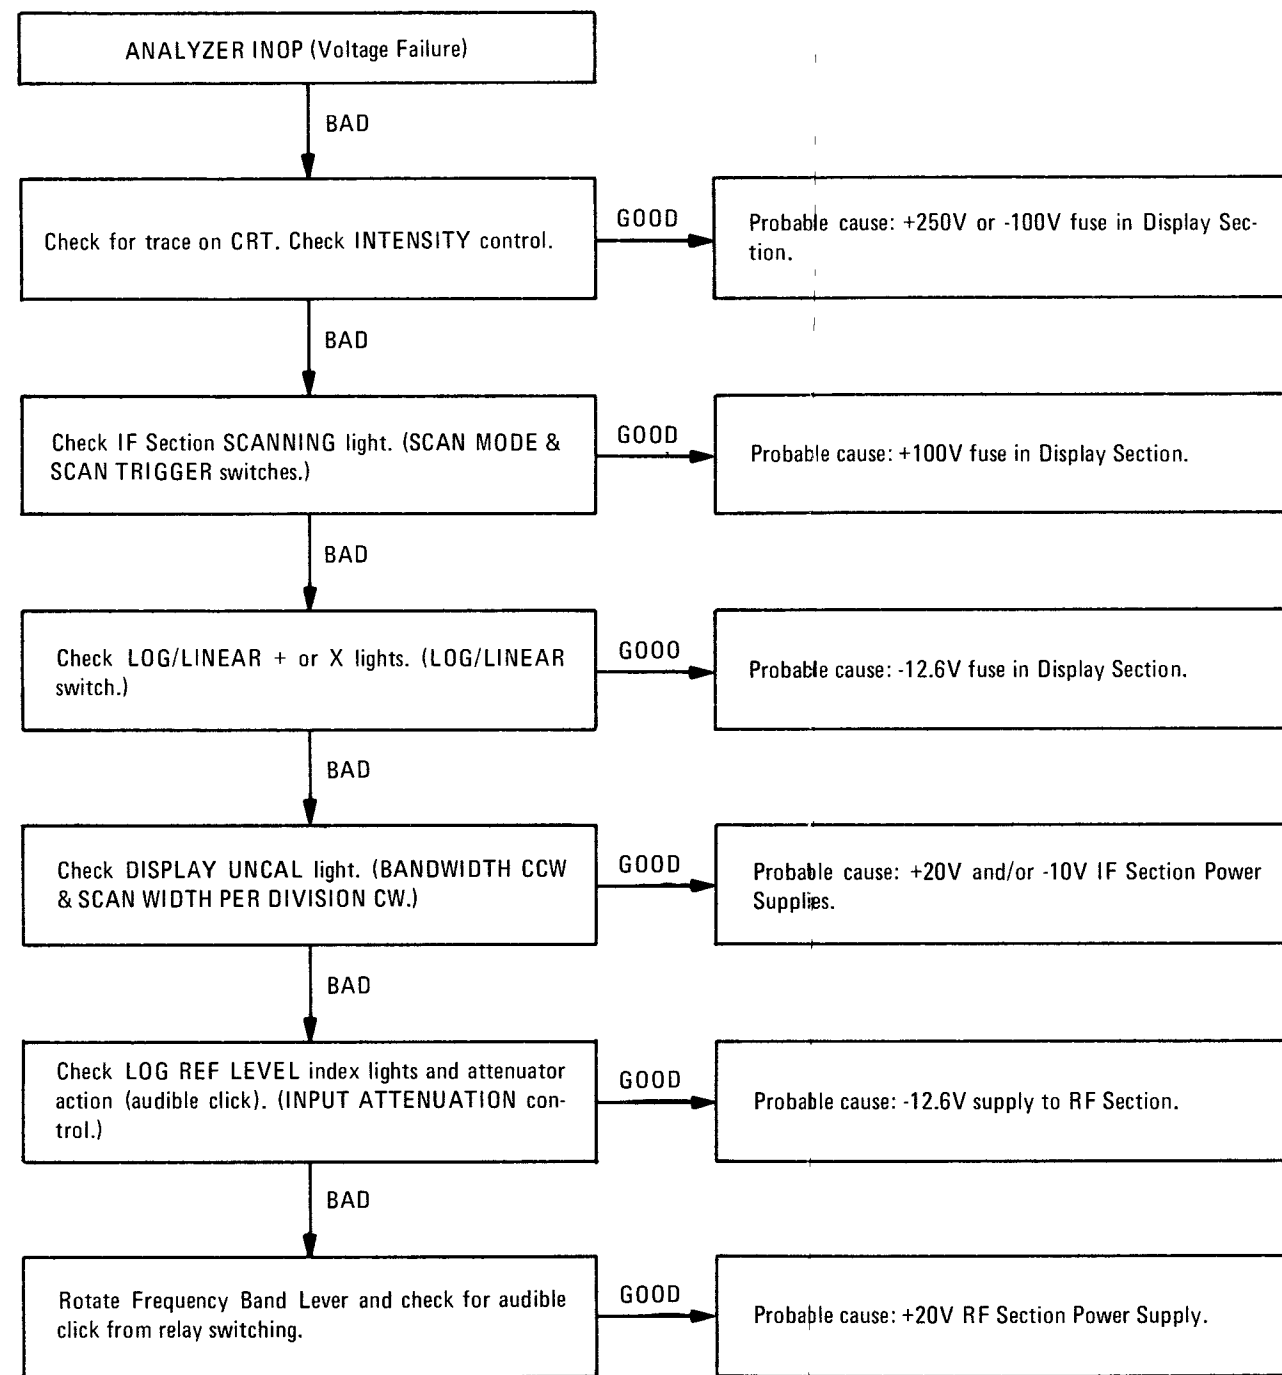 ANALYZER INOP (Voltage Failure)
BAD
Check for trace on CRT. Check INTENSITY control.
GOOD
Probable cause: +250V or -100V fuse in Display Sec-
tion.
BAD
Check IF Section SCANNING light. (SCAN MODE &
SCAN TRIGGER switches.)
GOOD
Probable cause: +100V fuse in Display Section.
BAD
Check LOG/LINEAR + or X lights. (LOG/LINEAR
switch.)
GOOO
Probable cause: -12.6V fuse in Display Section.
BAD
Check DISPLAY UNCAL light. (BANDWIDTH CCW
& SCAN WIDTH PER DIVISION CW.)
GOOD
Probable cause: +20V and/or -10V IF Section Power
Supplies.
BAD
Check LOG REF LEVEL index lights and attenuator
action (audible click). (INPUT ATTENUATION con-
trol.)
GOOD
Probable cause: -12.6V supply to RF Section.
BAD
Rotate Frequency Band Lever and check for audible
click from relay switching.
GOOD
Probable cause: +20V RF Section Power Supply.